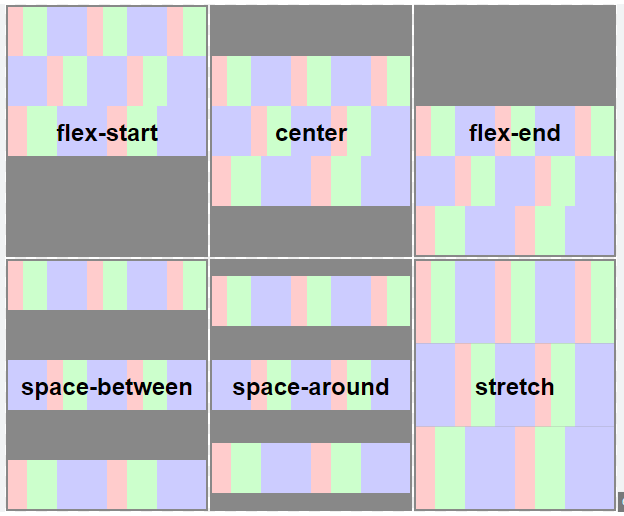 flex-start
center
flex-end
space-between
space-around
stretch